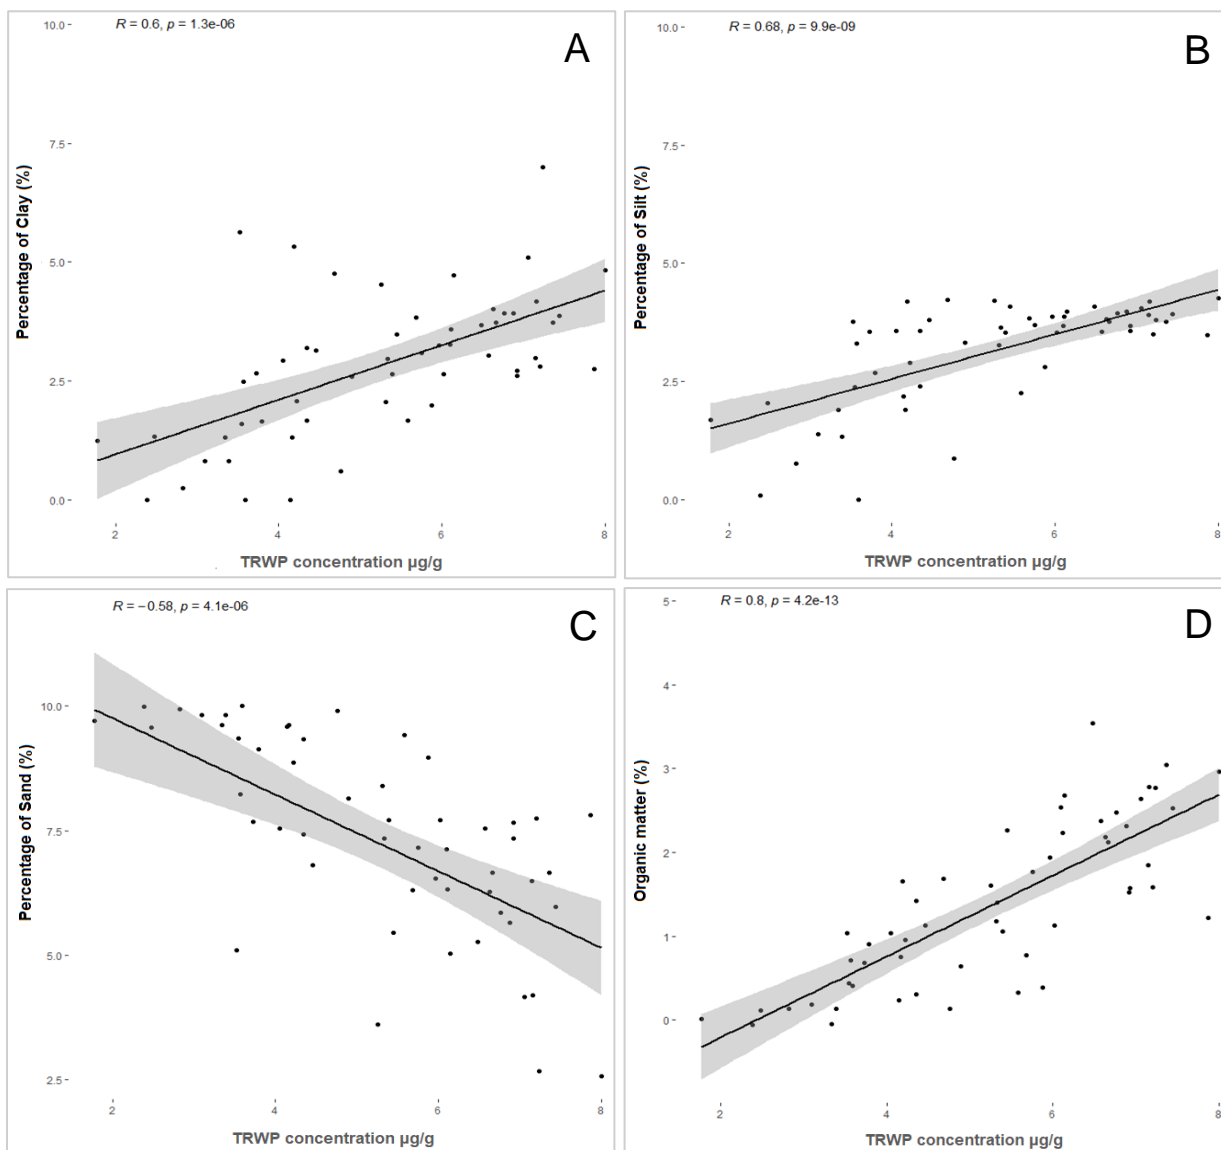 R = 0.6, p = 1.3e-06
A
10.0
7.5
5.0
2.5
0.0
Percentage of Clay (%)
2 4 6 8
TRWP concentration µg/g
R = 0.68, p = 9.9e-09
B
10.0
7.5
5.0
2.5
0.0
Percentage of Silt (%)
2 4 6 8
TRWP concentration µg/g
R = −0.58, p = 4.1e-06
C
10.0
7.5
5.0
2.5
Percentage of Sand (%)
2 4 6 8
TRWP concentration µg/g
R = 0.8, p = 4.2e-13
D
5
4
3
2
1
0
Organic matter (%)
2 4 6 8
TRWP concentration µg/g